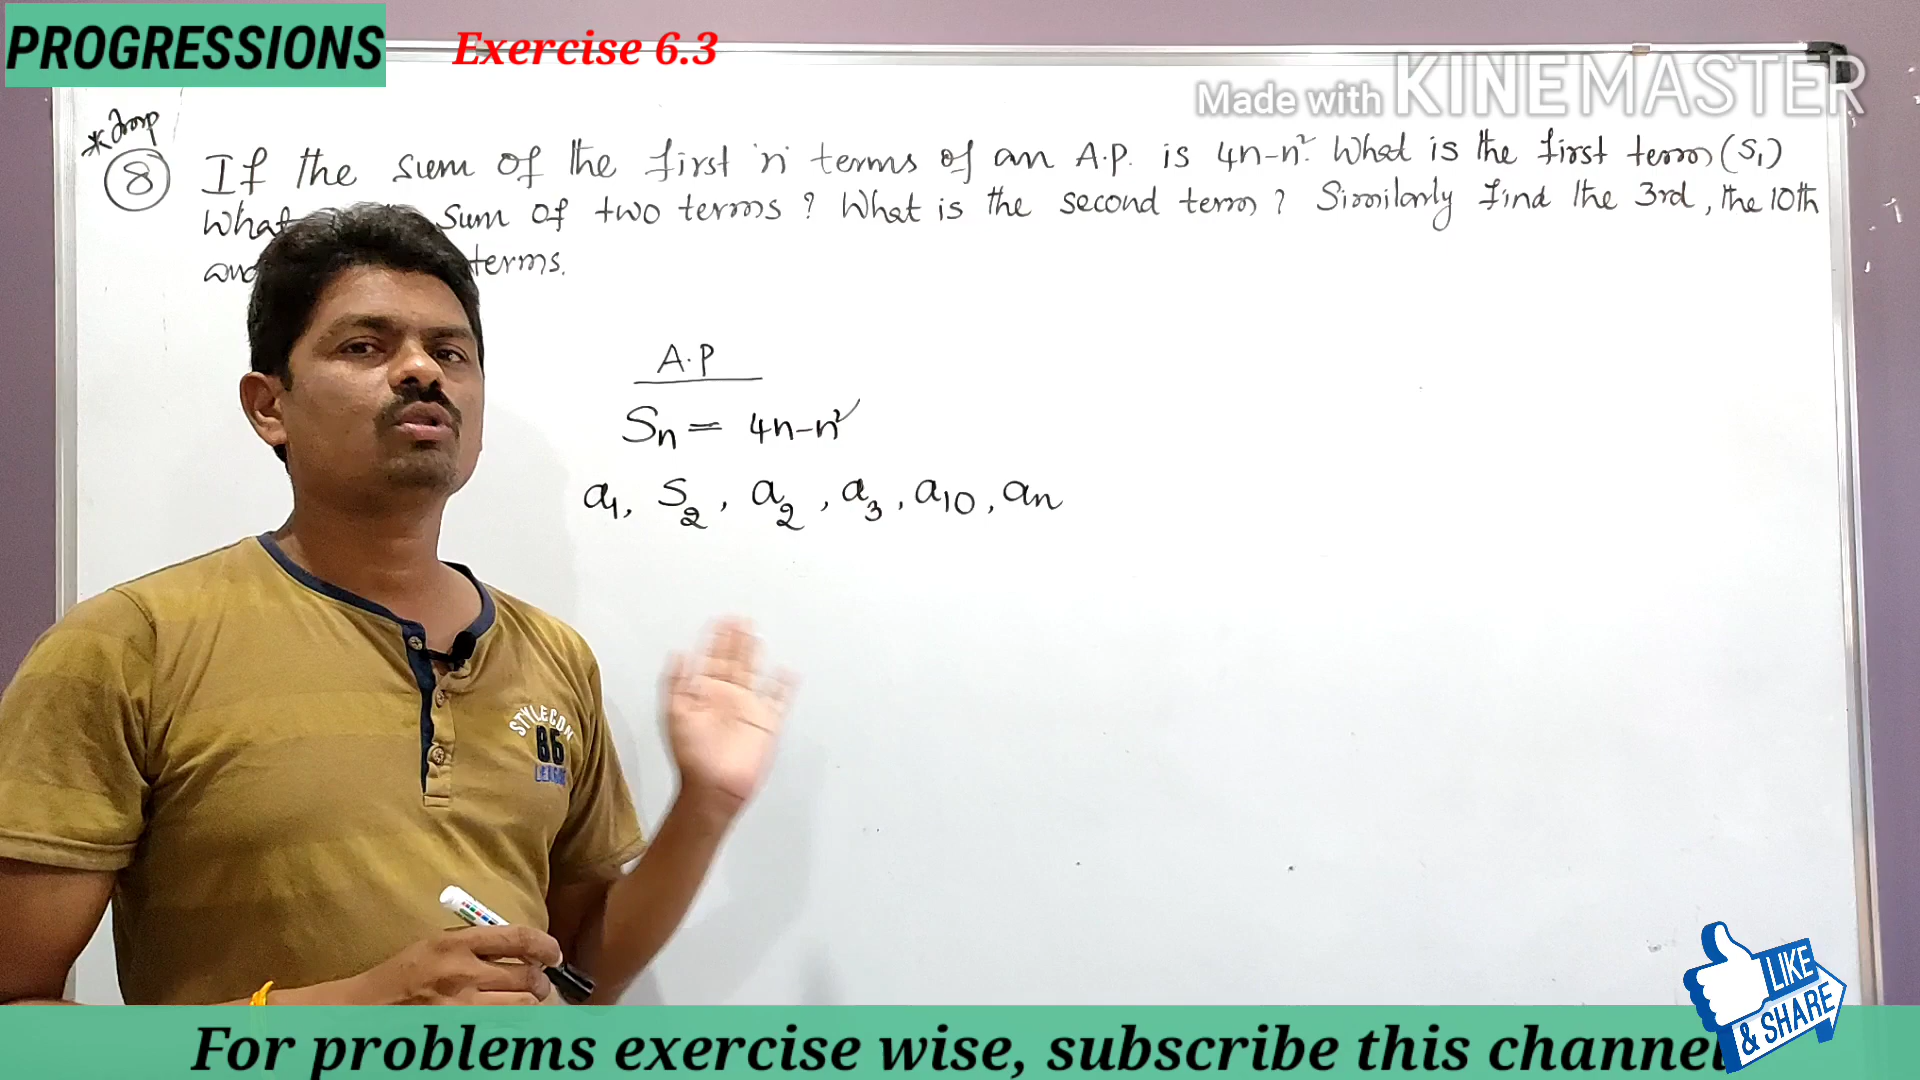 PROGRESSIONS
Exercise 6.3
Made with KINEMASTER
* Imp
8 If the sum of the first 'n' terms of an A.P. is 4n-n². What is the first term (S₁)
What sum of two terms ? What is the second term ? Similarly find the 3rd, the 10th
terms.
A.P
Sn = 4n-n²
a₁, S₂, a₂, a₃, a₁₀, an
STYLECON
86
LEAGUE
LIKE
& SHARE
For problems exercise wise, subscribe this channel